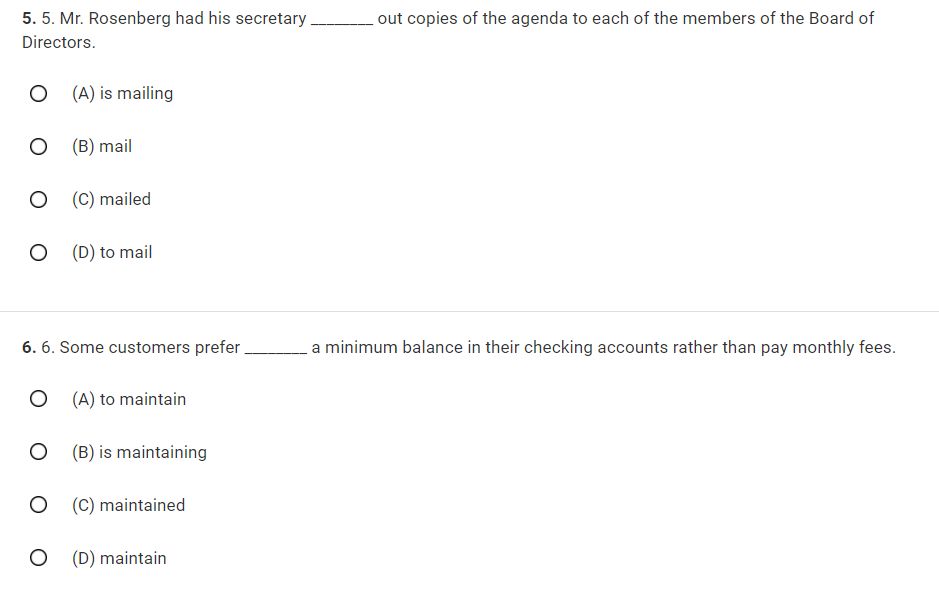 5. 5. Mr. Rosenberg had his secretary ________ out copies of the agenda to each of the members of the Board of
Directors.
(A) is mailing
(B) mail
(C) mailed
(D) to mail
6. 6. Some customers prefer ________ a minimum balance in their checking accounts rather than pay monthly fees.
(A) to maintain
(B) is maintaining
(C) maintained
(D) maintain